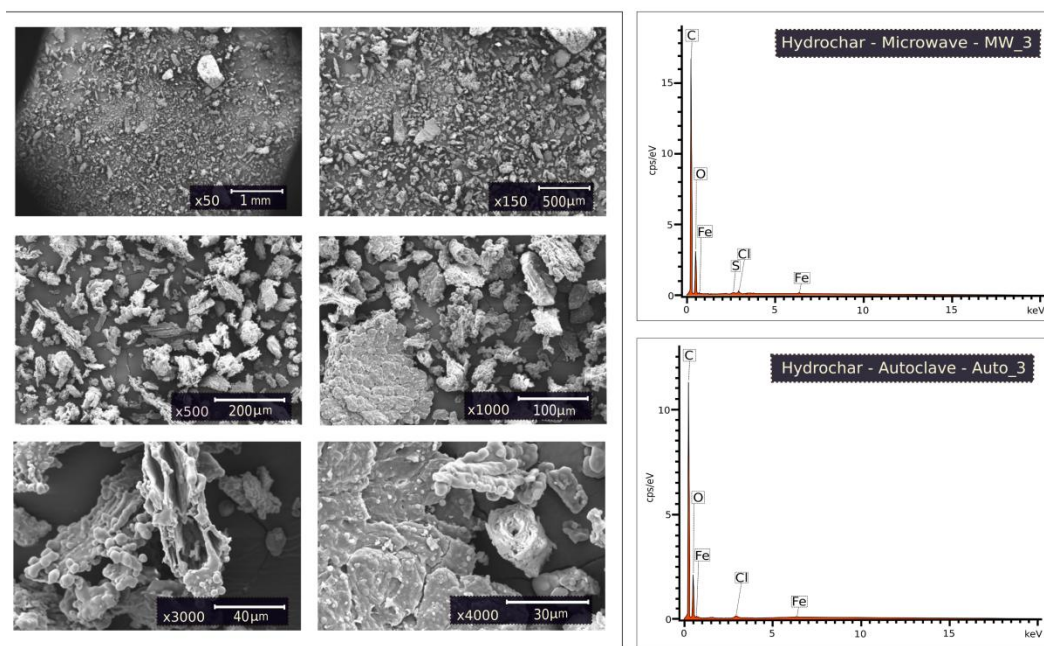 x50 1 mm
x150 500µm
x500 200µm
x1000 100µm
x3000 40µm
x4000 30µm
Hydrochar - Microwave - MW_3
C
15
10
cps/eV
O
5
Fe
S
Cl
Fe
0
0
5
10
15
keV
Hydrochar - Autoclave - Auto_3
C
10
cps/eV
O
5
Fe
Cl
Fe
0
0
5
10
15
keV